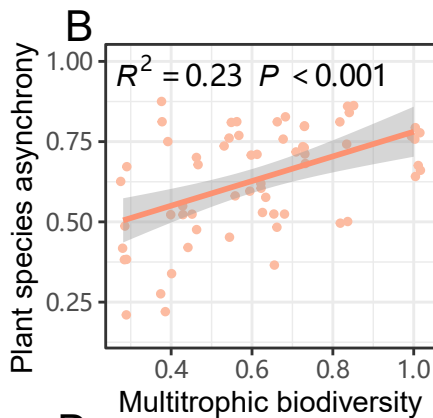 B
R² = 0.23 P < 0.001
Plant species asynchrony
1.00
0.75
0.50
0.25
0.4 0.6 0.8 1.0
Multitrophic biodiversity